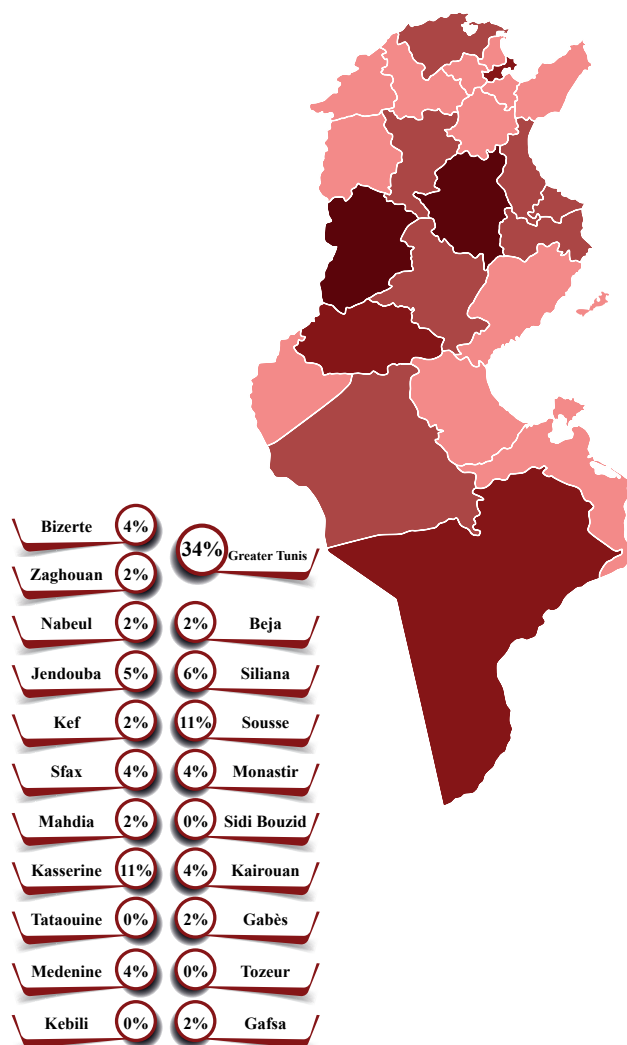 Bizerte 4%
34% Greater Tunis
Zaghouan 2%
Nabeul 2%
2% Beja
Jendouba 5%
6% Siliana
Kef 2%
11% Sousse
Sfax 4%
4% Monastir
Mahdia 2%
0% Sidi Bouzid
Kasserine 11%
4% Kairouan
Tataouine 0%
2% Gabès
Medenine 4%
0% Tozeur
Kebili 0%
2% Gafsa